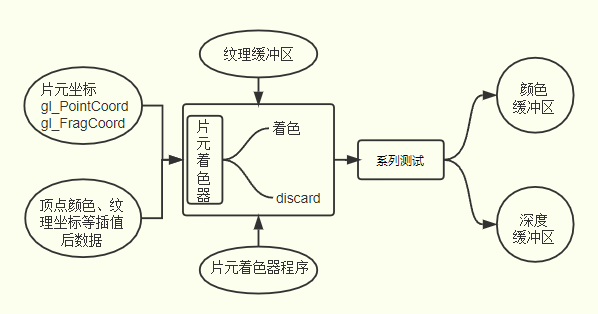 纹理缓冲区
片元坐标
gl_PointCoord
gl_FragCoord
片
元
着
色
器
着色
discard
系列测试
颜色
缓冲区
顶点颜色、纹
理坐标等插值
后数据
深度
缓冲区
片元着色器程序